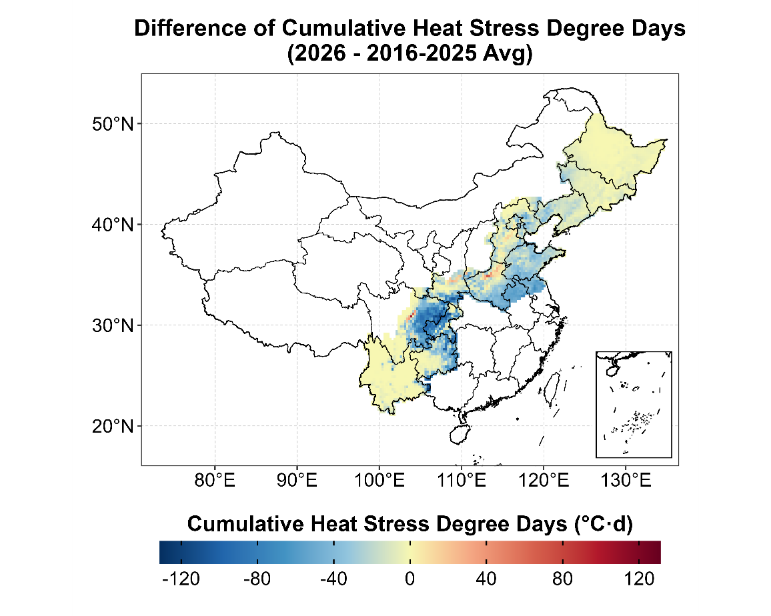 Difference of Cumulative Heat Stress Degree Days
(2026 - 2016-2025 Avg)
50°N
40°N
30°N
20°N
80°E 90°E 100°E 110°E 120°E 130°E
Cumulative Heat Stress Degree Days (°C·d)
-120 -80 -40 0 40 80 120